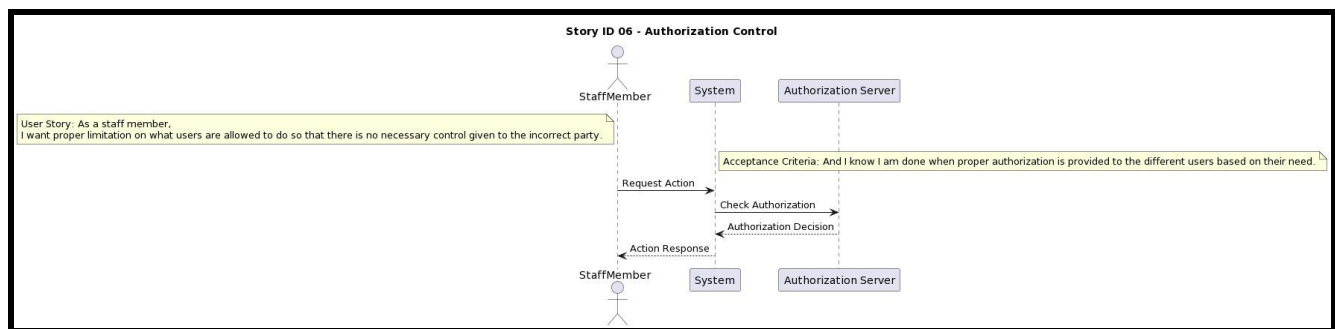 Story ID 06 - Authorization Control
StaffMember
System
Authorization Server
User Story: As a staff member,
I want proper limitation on what users are allowed to do so that there is no necessary control given to the incorrect party.
Acceptance Criteria: And I know I am done when proper authorization is provided to the different users based on their need.
Request Action
Check Authorization
Authorization Decision
Action Response
StaffMember
System
Authorization Server